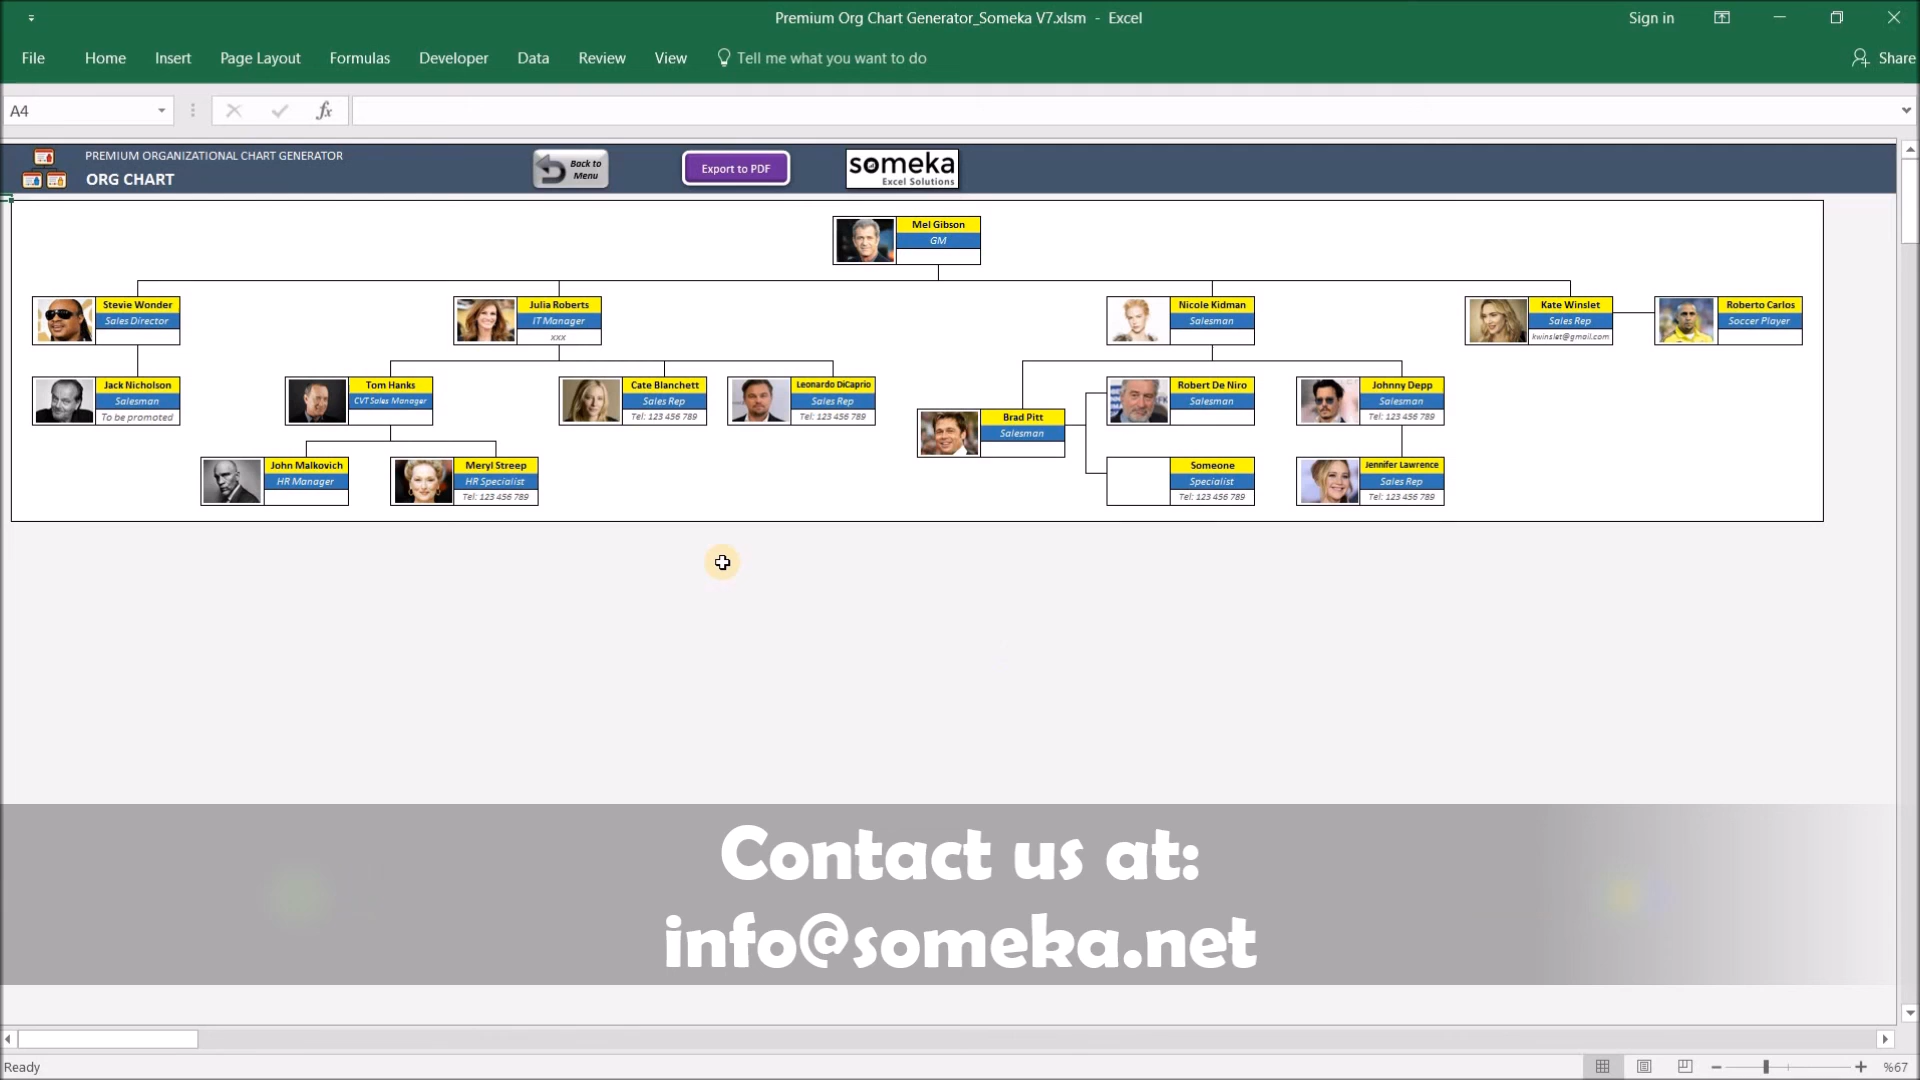 Premium Org Chart Generator_Someka V7.xlsm - Excel
Sign in
File Home Insert Page Layout Formulas Developer Data Review View Tell me what you want to do
Share
A4
fx
PREMIUM ORGANIZATIONAL CHART GENERATOR
ORG CHART
Back to
Menu
Export to PDF
someka
Excel Solutions
Mel Gibson
GM
Stevie Wonder
Sales Director
Julia Roberts
IT Manager
xxx
Nicole Kidman
Salesman
Kate Winslet
Sales Rep
kwinslet@gmail.com
Roberto Carlos
Soccer Player
Jack Nicholson
Salesman
To be promoted
Tom Hanks
CVT Sales Manager
Cate Blanchett
Sales Rep
Tel: 123 456 789
Leonardo DiCaprio
Sales Rep
Tel: 123 456 789
Brad Pitt
Salesman
Robert De Niro
Salesman
Johnny Depp
Salesman
Tel: 123 456 789
John Malkovich
HR Manager
Meryl Streep
HR Specialist
Tel: 123 456 789
Someone
Specialist
Tel: 123 456 789
Jennifer Lawrence
Sales Rep
Tel: 123 456 789
Contact us at:
info@someka.net
Ready
%67